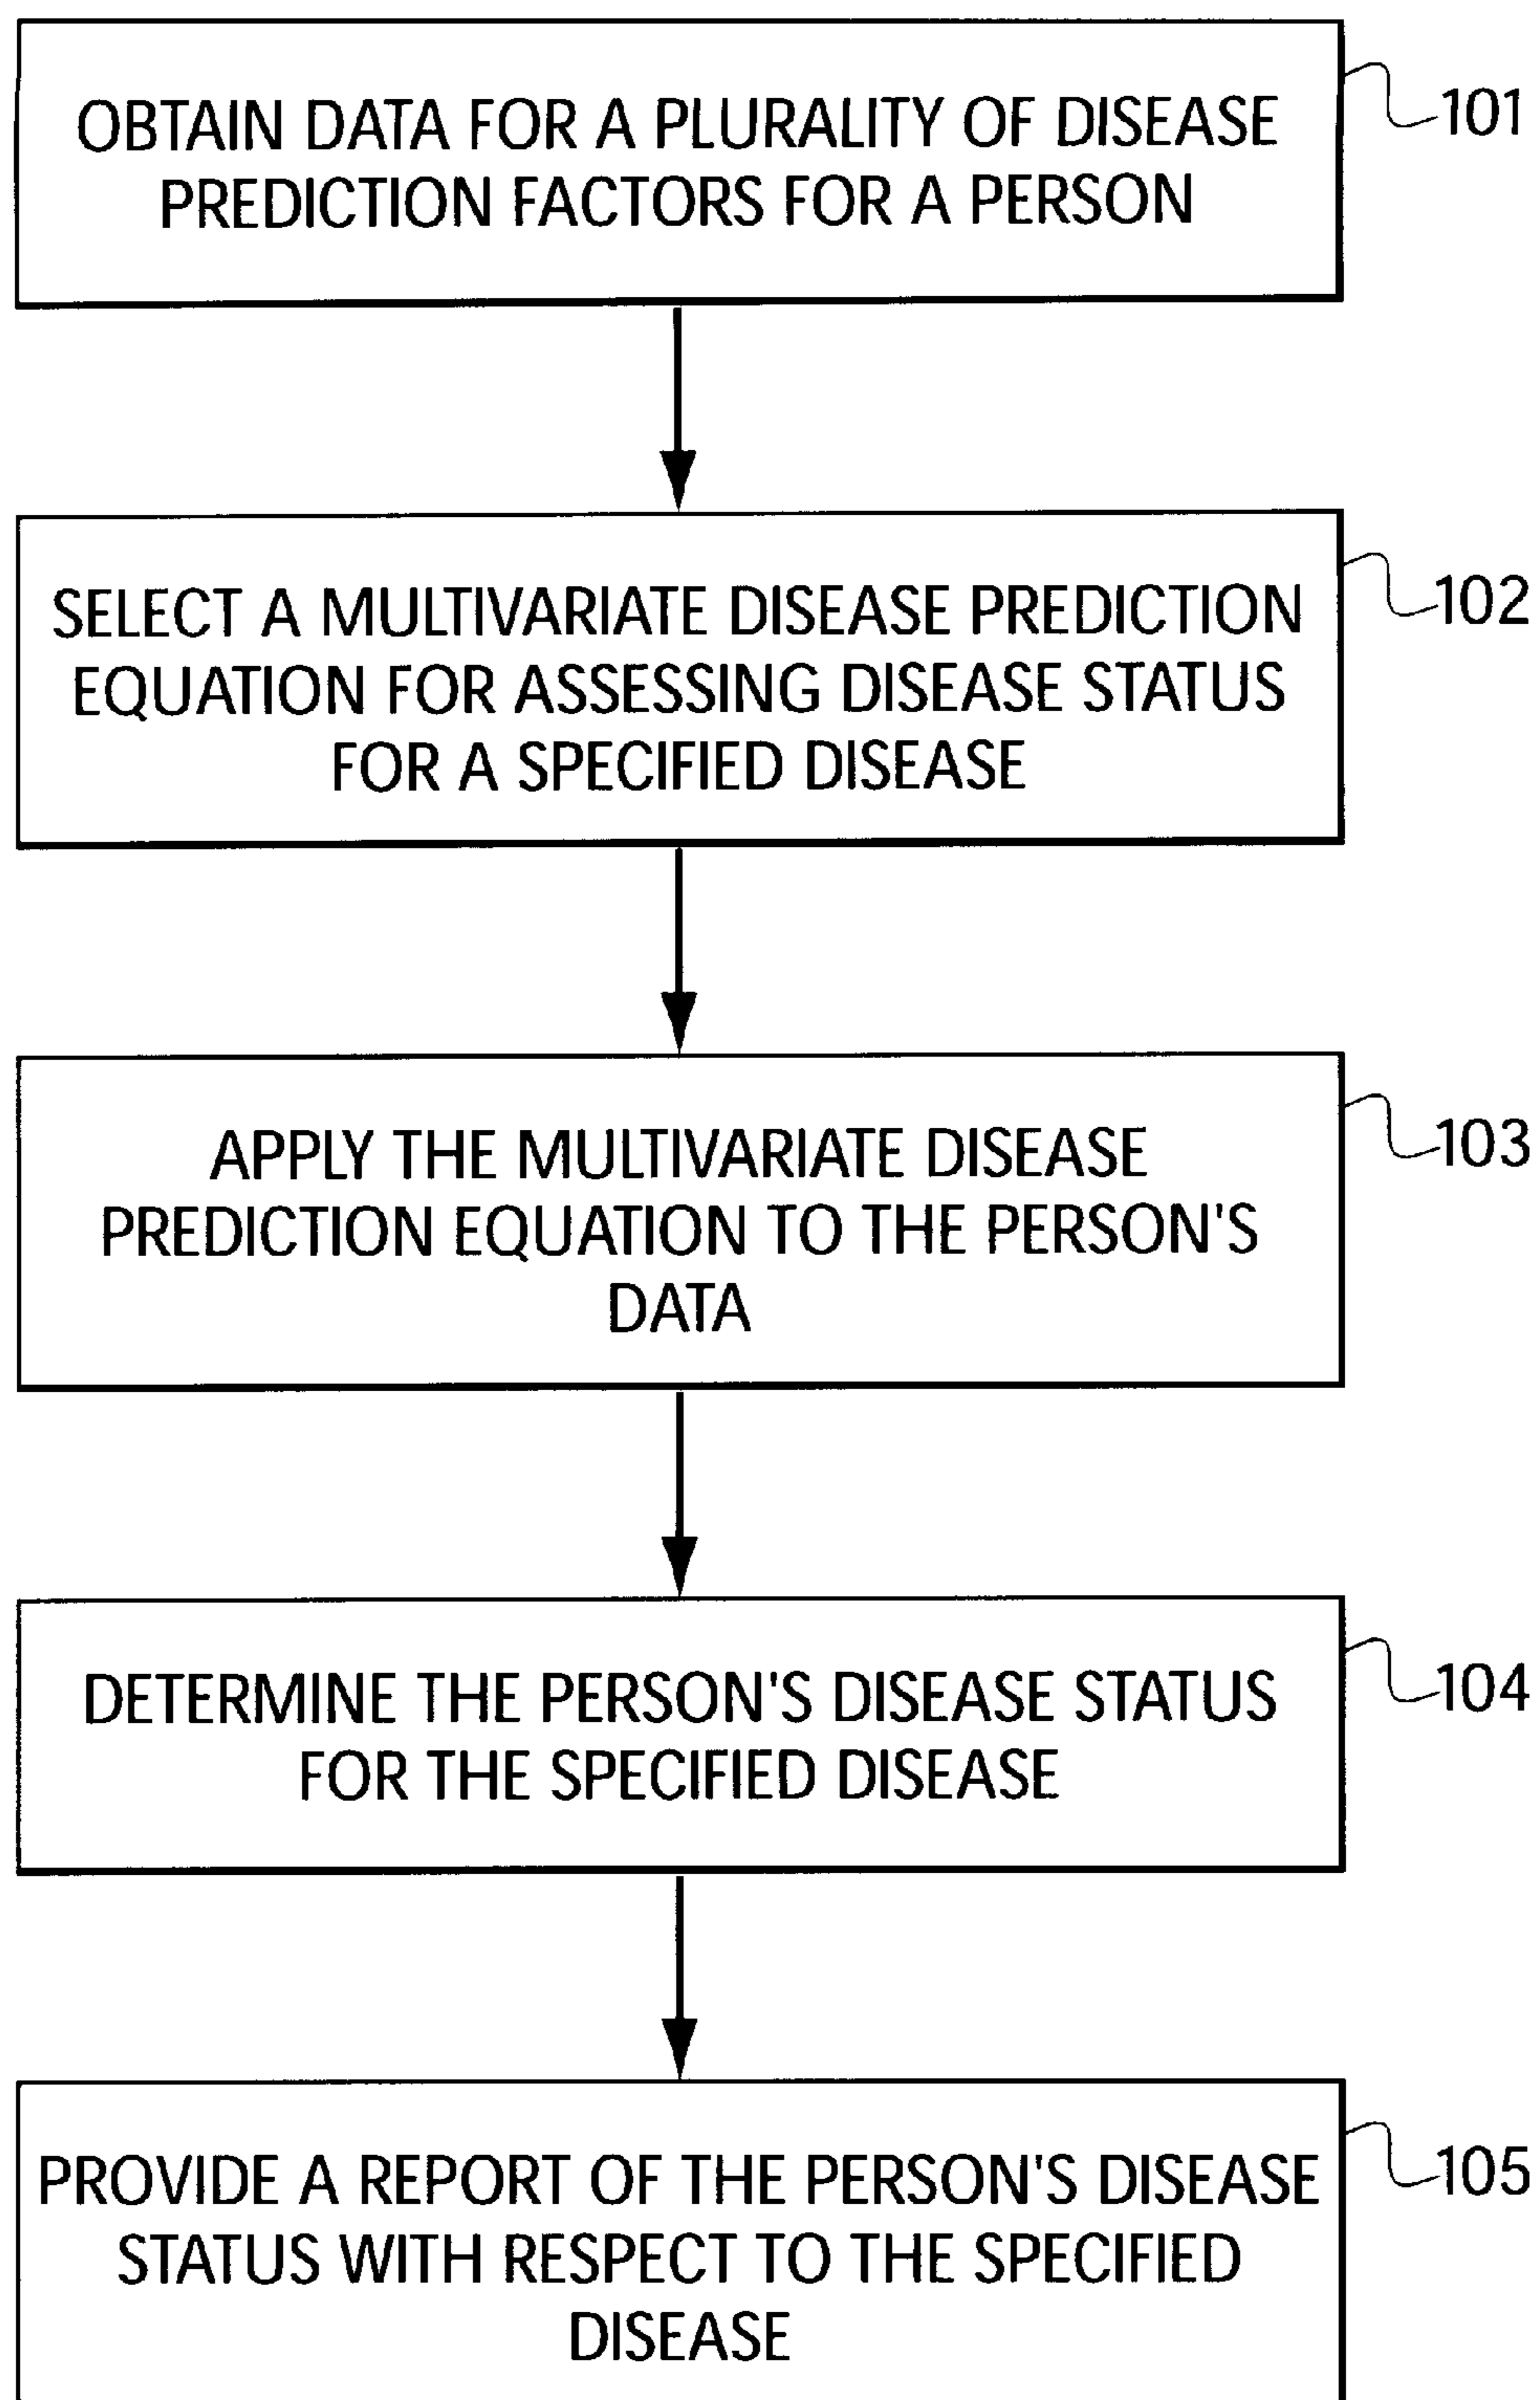 OBTAIN DATA FOR A PLURALITY OF DISEASE
PREDICTION FACTORS FOR A PERSON
101
SELECT A MULTIVARIATE DISEASE PREDICTION
EQUATION FOR ASSESSING DISEASE STATUS
FOR A SPECIFIED DISEASE
102
APPLY THE MULTIVARIATE DISEASE
PREDICTION EQUATION TO THE PERSON'S
DATA
103
DETERMINE THE PERSON'S DISEASE STATUS
FOR THE SPECIFIED DISEASE
104
PROVIDE A REPORT OF THE PERSON'S DISEASE
STATUS WITH RESPECT TO THE SPECIFIED
DISEASE
105